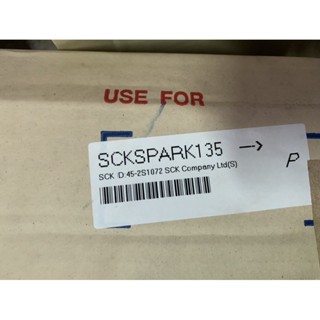 USE FOR
SCKSPARK135 →
P
SCK ID:45-2S1072 SCK Company Ltd(S)